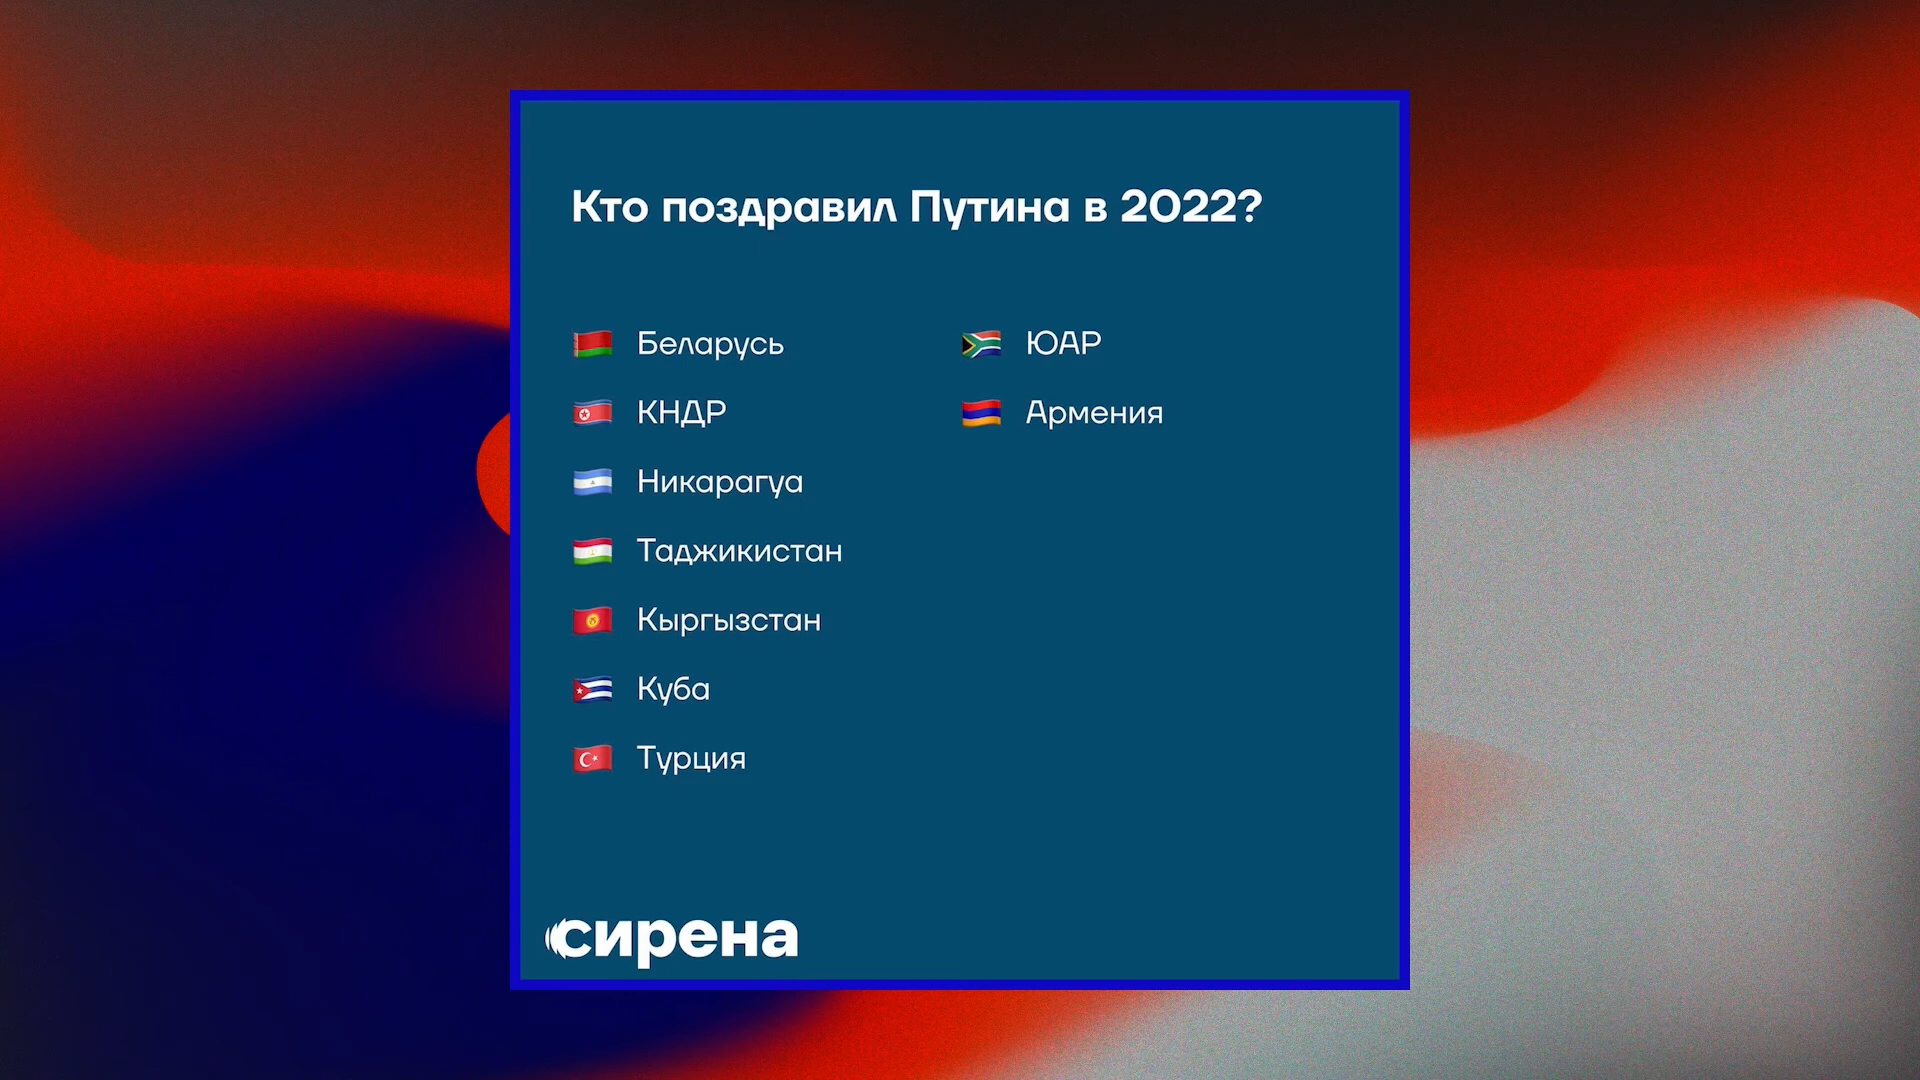 Кто поздравил Путина в 2022?
Беларусь
КНДР
Никарагуа
Таджикистан
Кыргызстан
Куба
Турция
ЮАР
Армения
сирена